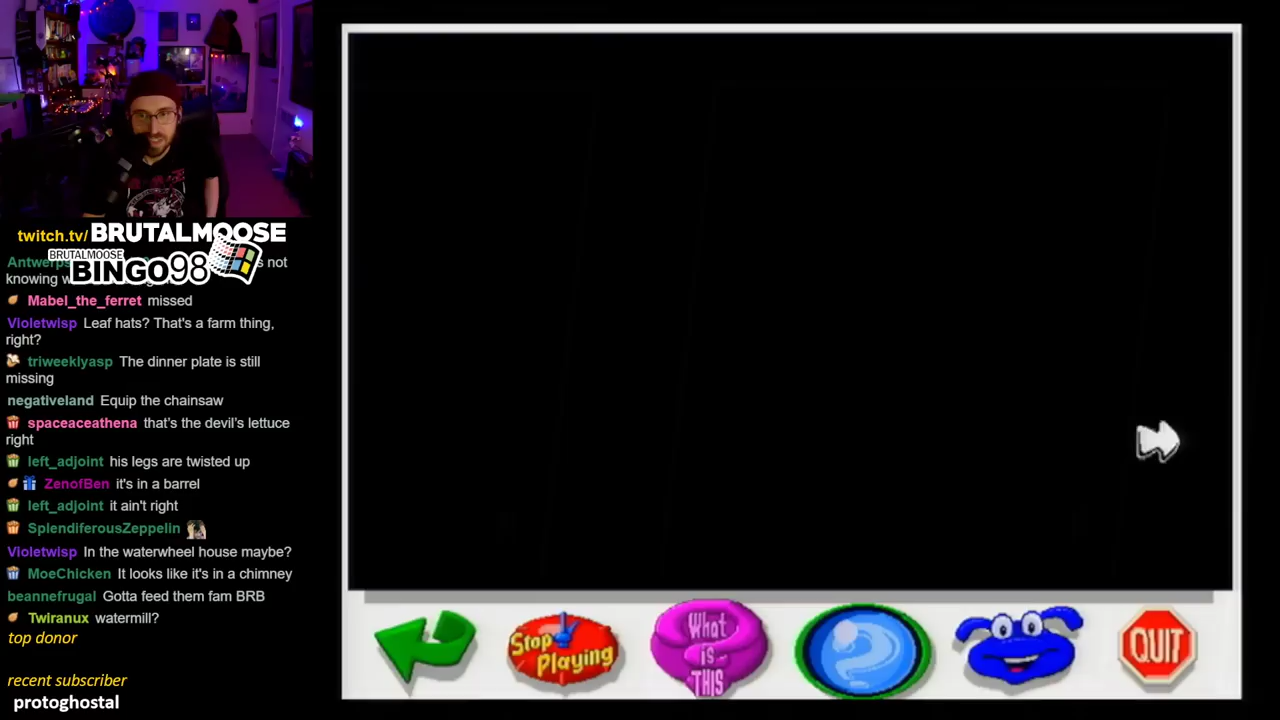 twitch.tv/BRUTALMOOSE
BRUTALMOOSE
BINGO98
not
knowing
Mabel_the_ferret missed
Violetwisp Leaf hats? That's a farm thing,
right?
triweeklyasp The dinner plate is still
missing
negativeland Equip the chainsaw
spaceaceathena that's the devil's lettuce
right
left_adjoint his legs are twisted up
ZenofBen it's in a barrel
left_adjoint it ain't right
SplendiferousZeppelin
Violetwisp In the waterwheel house maybe?
MoeChicken It looks like it's in a chimney
beannefrugal Gotta feed them fam BRB
Twiranux watermill?
top donor
recent subscriber
protoghostal
Stop
Playing
What
is
THIS
QUIT